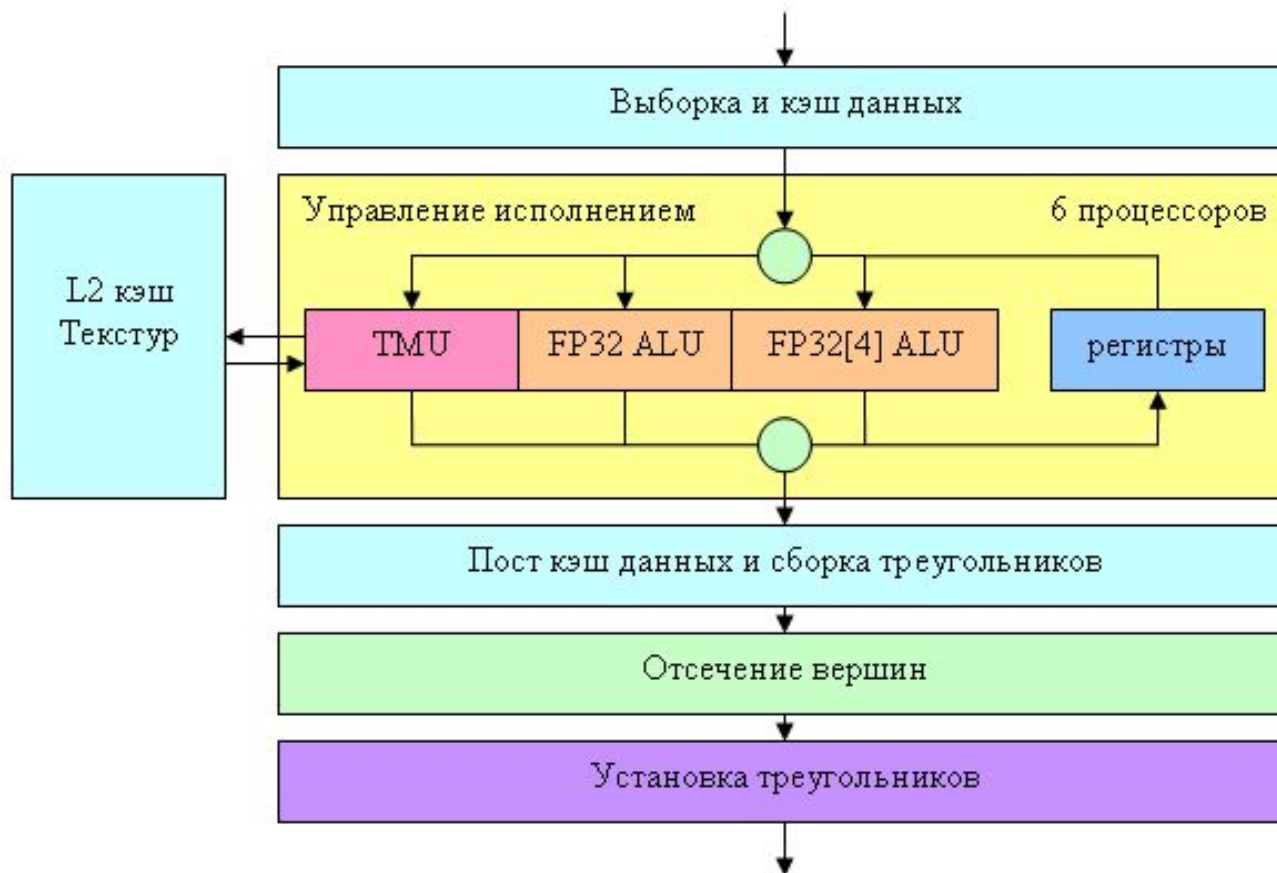 Выборка и кэш данных
Управление исполнением
6 процессоров
L2 кэш
Текстур
TMU
FP32 ALU
FP32[4] ALU
регистры
Пост кэш данных и сборка треугольников
Отсечение вершин
Установка треугольников